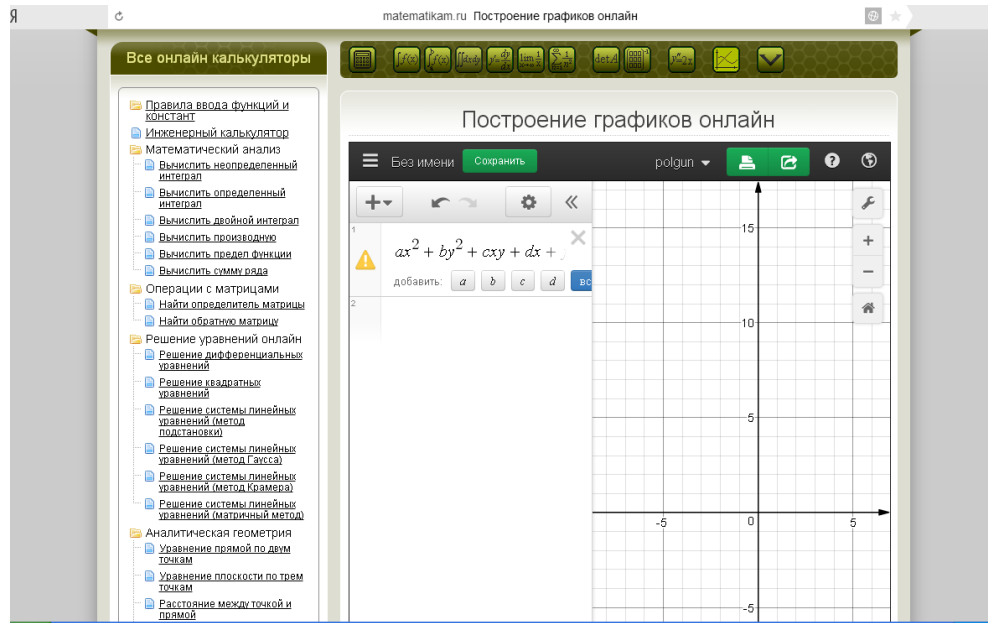 Я
matematikam.ru Построение графиков онлайн
Все онлайн калькуляторы
Правила ввода функций и
констант
Инженерный калькулятор
Математический анализ
Вычислить неопределенный
интеграл
Вычислить определенный
интеграл
Вычислить двойной интеграл
Вычислить производную
Вычислить предел функции
Вычислить сумму ряда
Операции с матрицами
Найти определитель матрицы
Найти обратную матрицу
Решение уравнений онлайн
Решение дифференциальных
уравнений
Решение квадратных
уравнений
Решение системы линейных
уравнений (метод
подстановки)
Решение системы линейных
уравнений (метод Гаусса)
Решение системы линейных
уравнений (метод Крамера)
Решение системы линейных
уравнений (матричный метод)
Аналитическая геометрия
Уравнение прямой по двум
точкам
Уравнение плоскости по трем
точкам
Расстояние между точкой и
прямой
Построение графиков онлайн
Без имени Сохранить polgun ?
1
ax² + by² + cxy + dx +
добавить: a b c d вс
2
15
10
5
-5 0 5
-5